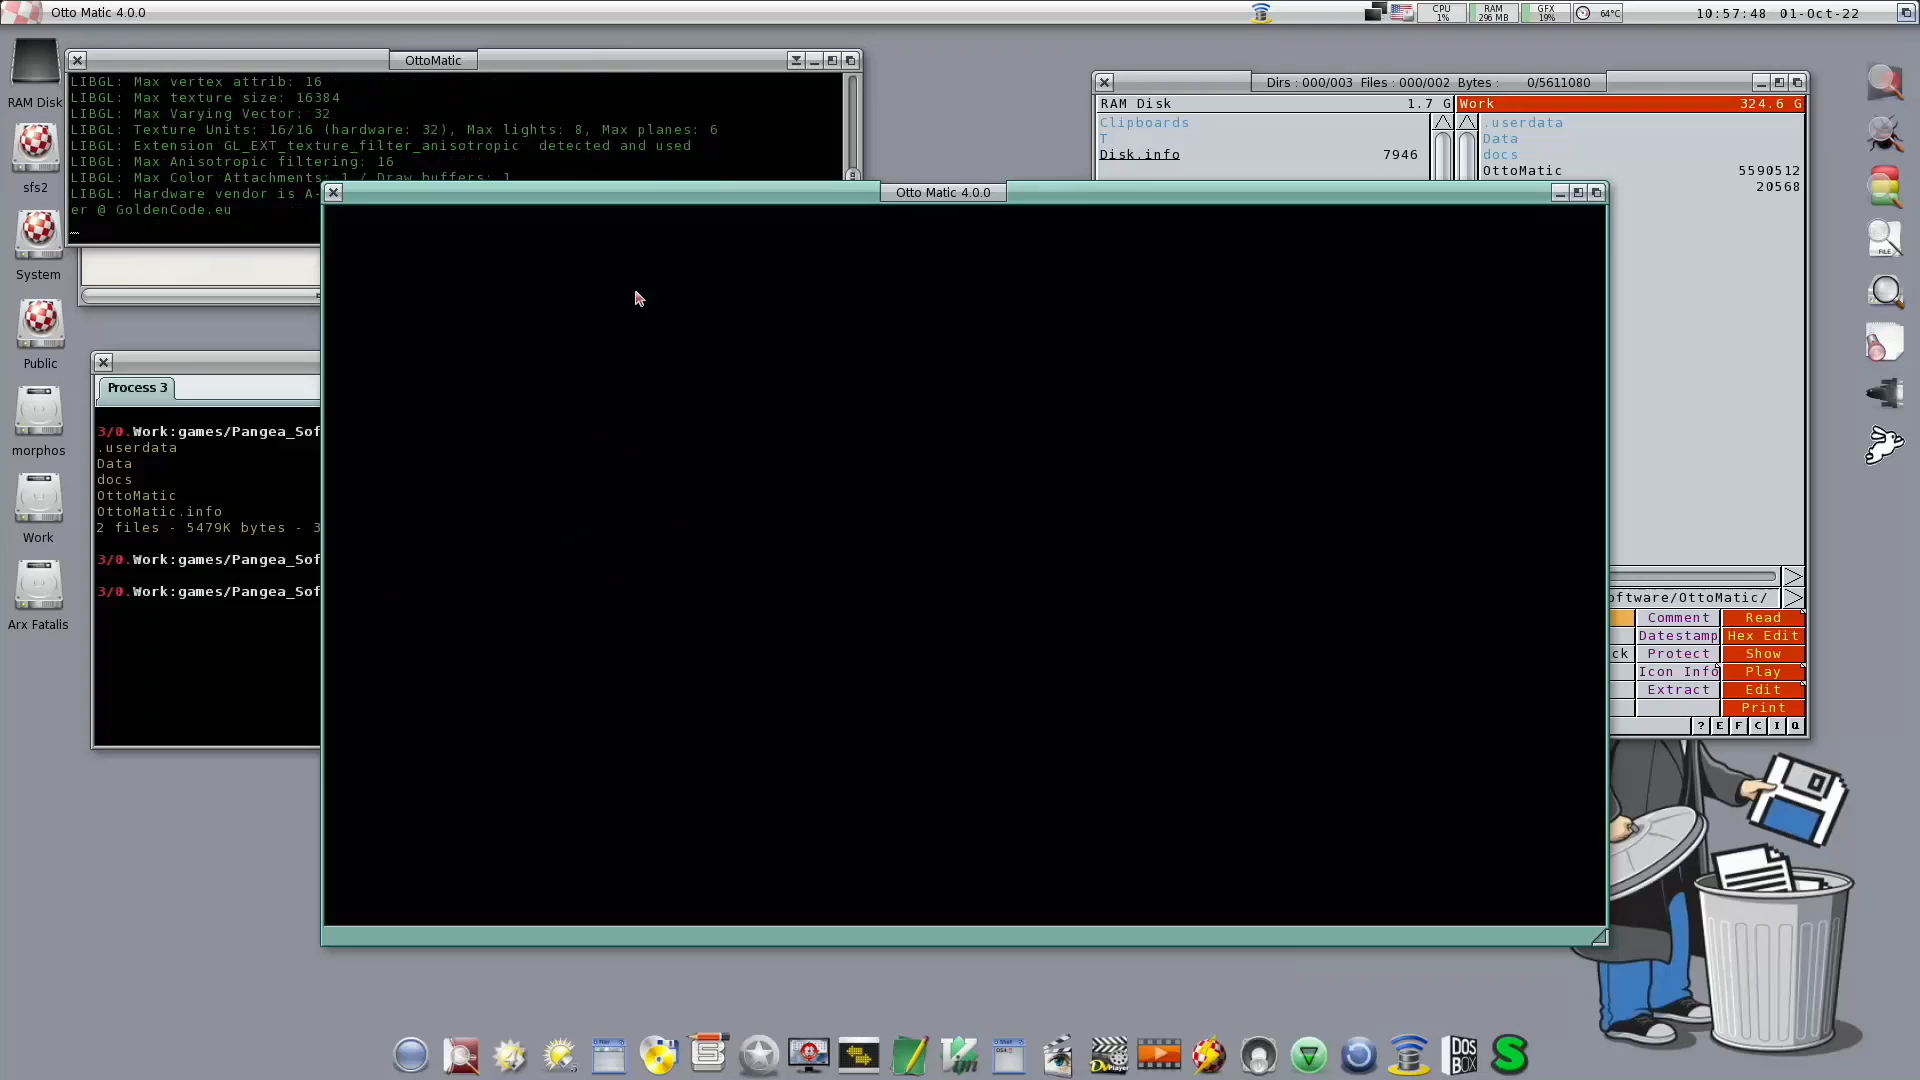 Otto Matic 4.0.0
CPU
1%
RAM
296 MB
GFX
19%
64°C
10:57:48 01-Oct-22
RAM Disk
sfs2
System
Public
morphos
Work
Arx Fatalis
OttoMatic
LIBGL: Max vertex attrib: 16
LIBGL: Max texture size: 16384
LIBGL: Max Varying Vector: 32
LIBGL: Texture Units: 16/16 (hardware: 32), Max lights: 8, Max planes: 6
LIBGL: Extension GL_EXT_texture_filter_anisotropic  detected and used
LIBGL: Max Anisotropic filtering: 16
LIBGL: Max Color Attachments: 1 / Draw buffers: 1
LIBGL: Hardware vendor is A-
er @ GoldenCode.eu
Process 3
3/0.Work:games/Pangea_Sof
.userdata
Data
docs
OttoMatic
OttoMatic.info
2 files - 5479K bytes - 3
3/0.Work:games/Pangea_Sof
3/0.Work:games/Pangea_Sof
Otto Matic 4.0.0
Dirs : 000/003 Files : 000/002 Bytes : 0/5611080
RAM Disk 1.7 G
Clipboards
T
Disk.info 7946
Work 324.6 G
.userdata
Data
docs
OttoMatic 5590512
20568
oftware/OttoMatic/
Comment Read
Datestamp Hex Edit
ck Protect Show
Icon Info Play
Extract Edit
Print
? E F C I Q
FILE
DvPlayer
DOS
BOX
S